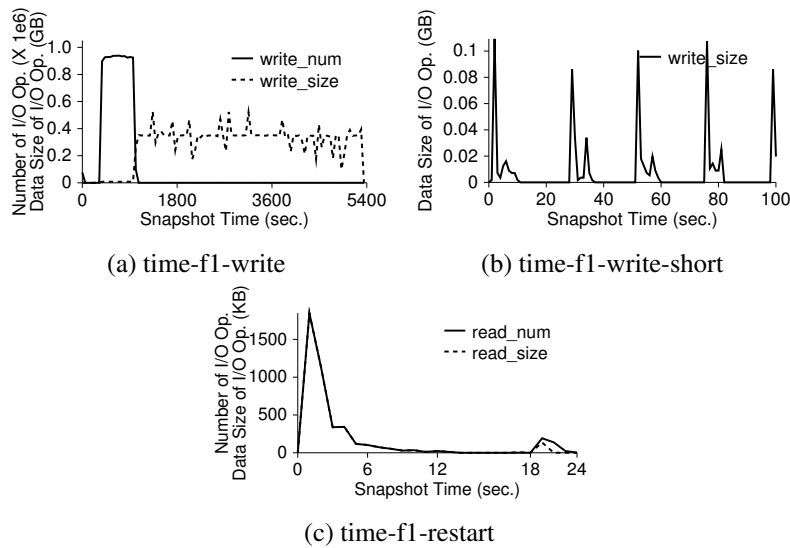 Number of I/O Op. (X 1e6)
Data Size of I/O Op. (GB)
1.0
0.8
0.6
0.4
0.2
0
write_num
write_size
0 1800 3600 5400
Snapshot Time (sec.)
(a) time-f1-write
Data Size of I/O Op. (GB)
0.1
0.08
0.06
0.04
0.02
0
write_size
0 20 40 60 80 100
Snapshot Time (sec.)
(b) time-f1-write-short
Number of I/O Op.
Data Size of I/O Op. (KB)
1500
1000
500
0
read_num
read_size
0 6 12 18 24
Snapshot Time (sec.)
(c) time-f1-restart